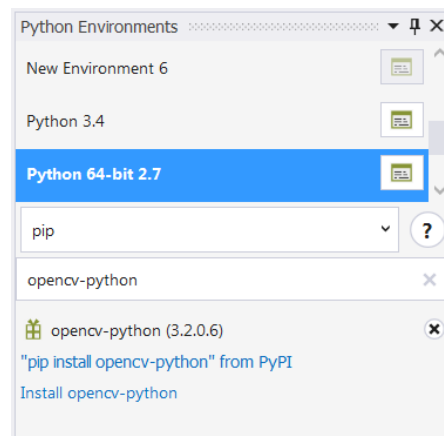 Python Environments
New Environment 6
Python 3.4
Python 64-bit 2.7
pip
?
opencv-python
opencv-python (3.2.0.6)
"pip install opencv-python" from PyPI
Install opencv-python